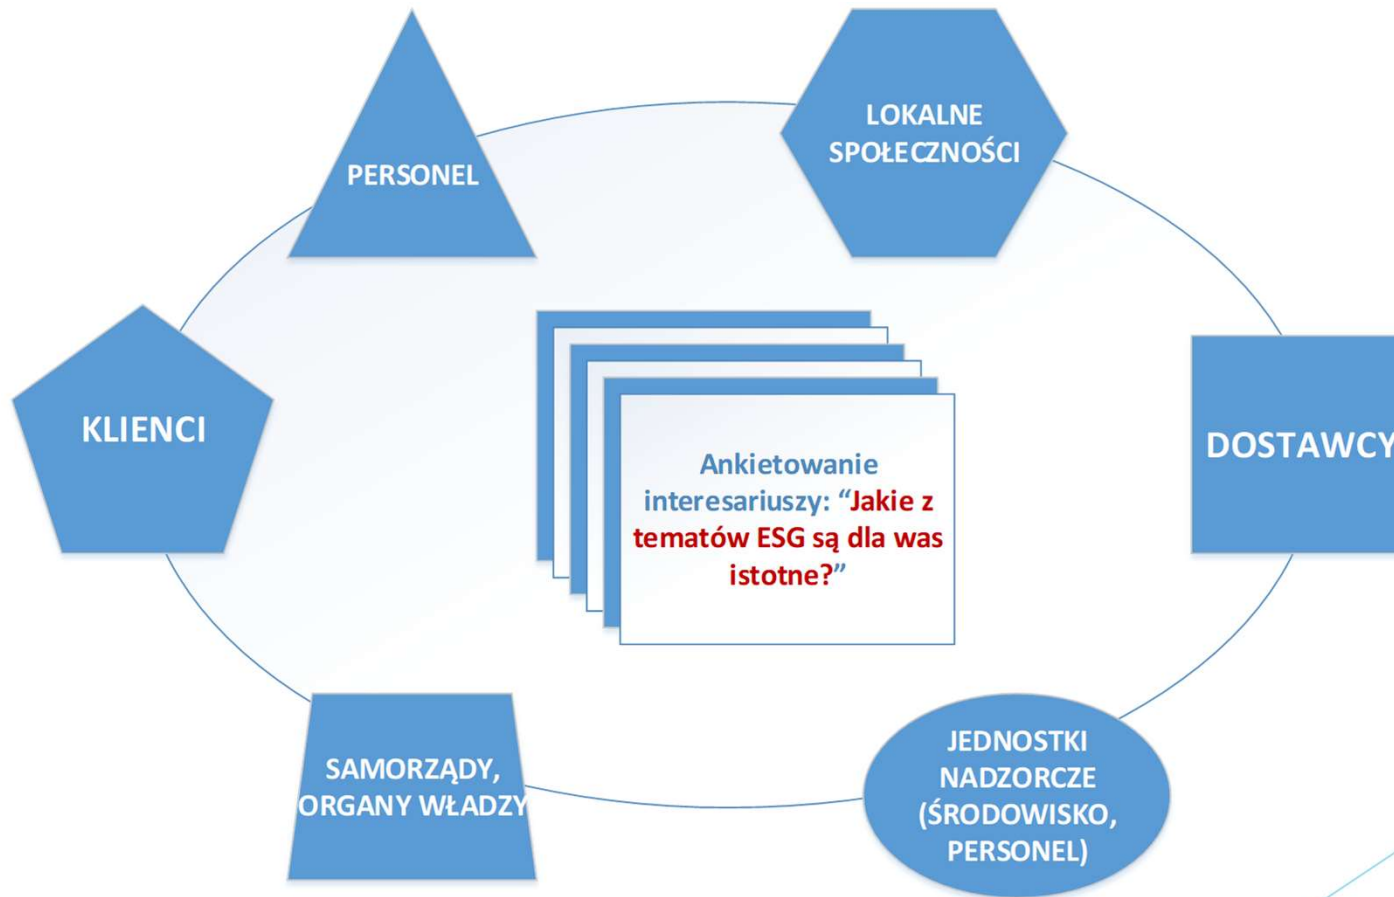 LOKALNE
SPOŁECZNOŚCI
PERSONEL
KLIENCI
DOSTAWCY
Ankietowanie
interesariuszy: “Jakie z
tematów ESG są dla was
istotne?”
SAMORZĄDY,
ORGANY WŁADZY
JEDNOSTKI
NADZORCZE
(ŚRODOWISKO,
PERSONEL)